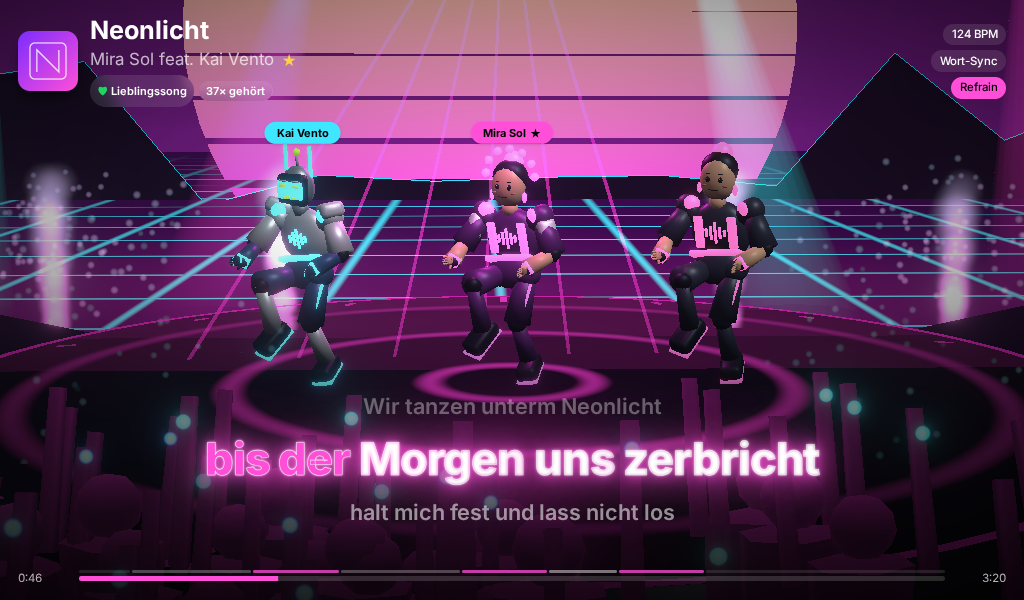 Neonlicht
Mira Sol feat. Kai Vento ★
Lieblingssong
37× gehört
124 BPM
Wort-Sync
Refrain
Kai Vento
Mira Sol ★
Wir tanzen unterm Neonlicht
bis der Morgen uns zerbricht
halt mich fest und lass nicht los
0:46
3:20